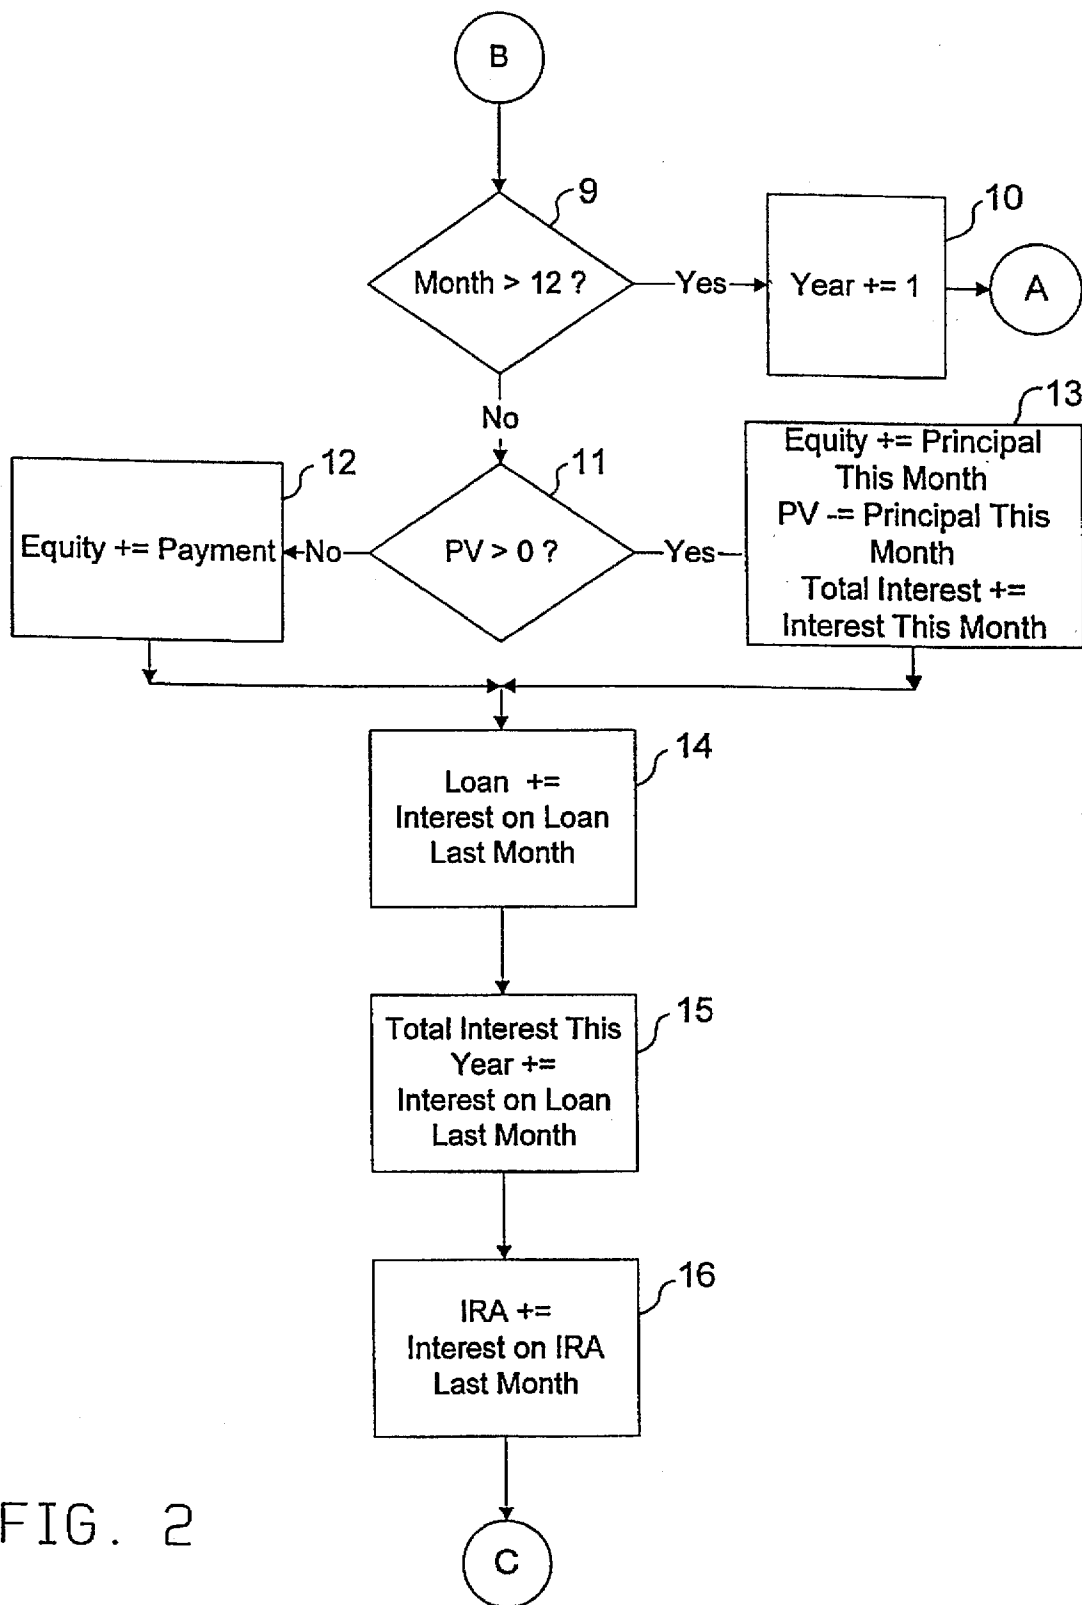 B
9
Month > 12 ?
Yes
10
Year += 1
A
No
13
Equity += Principal
This Month
PV -= Principal This
Month
Total Interest +=
Interest This Month
12
Equity += Payment
No
11
PV > 0 ?
Yes
14
Loan +=
Interest on Loan
Last Month
15
Total Interest This
Year +=
Interest on Loan
Last Month
16
IRA +=
Interest on IRA
Last Month
C
FIG. 2